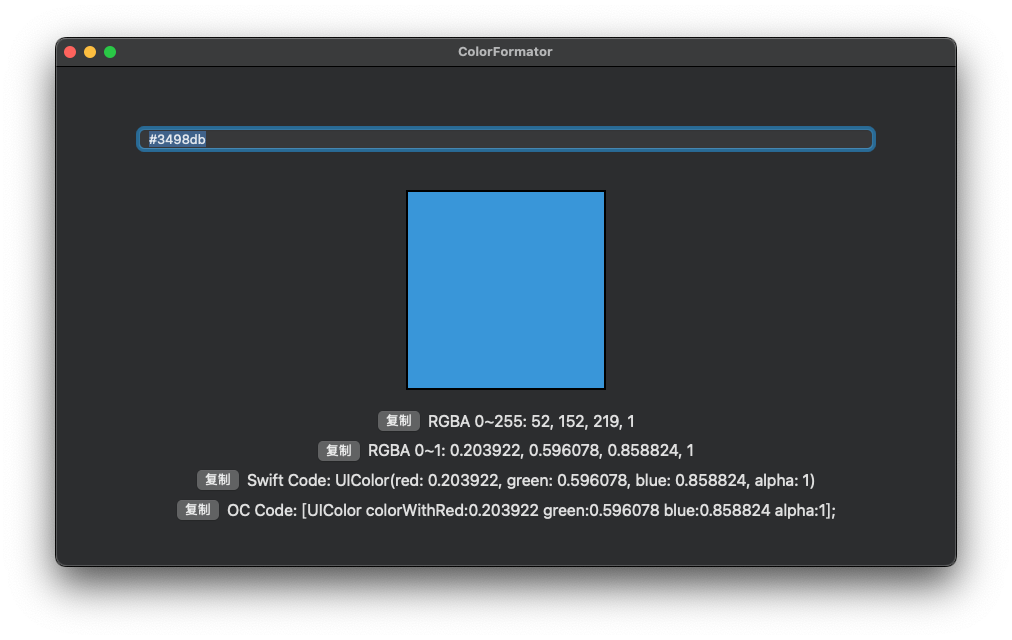 ColorFormator
#3498db
复制 RGBA 0~255: 52, 152, 219, 1
复制 RGBA 0~1: 0.203922, 0.596078, 0.858824, 1
复制 Swift Code: UIColor(red: 0.203922, green: 0.596078, blue: 0.858824, alpha: 1)
复制 OC Code: [UIColor colorWithRed:0.203922 green:0.596078 blue:0.858824 alpha:1];